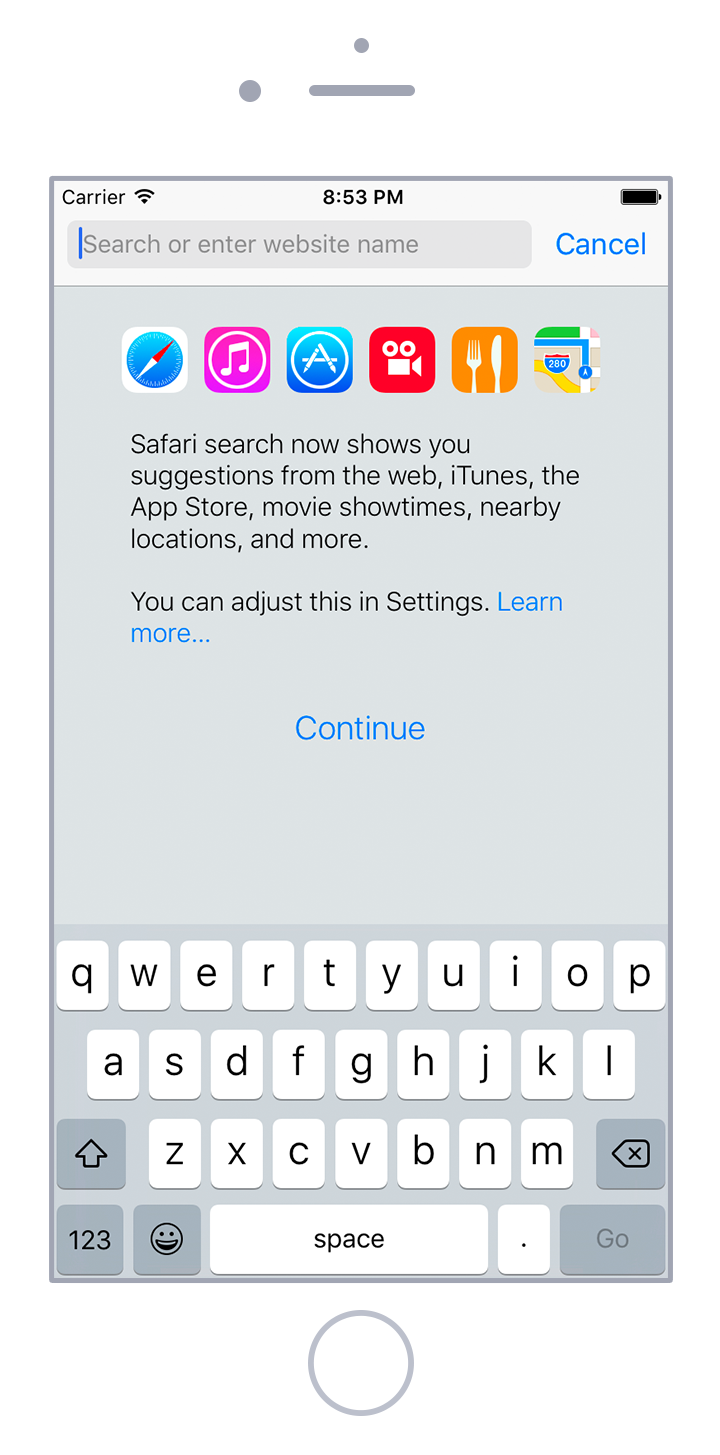 Carrier 8:53 PM
Search or enter website name Cancel
280
Safari search now shows you
suggestions from the web, iTunes, the
App Store, movie showtimes, nearby
locations, and more.
You can adjust this in Settings. Learn
more...
Continue
q w e r t y u i o p
a s d f g h j k l
z x c v b n m
123 space . Go